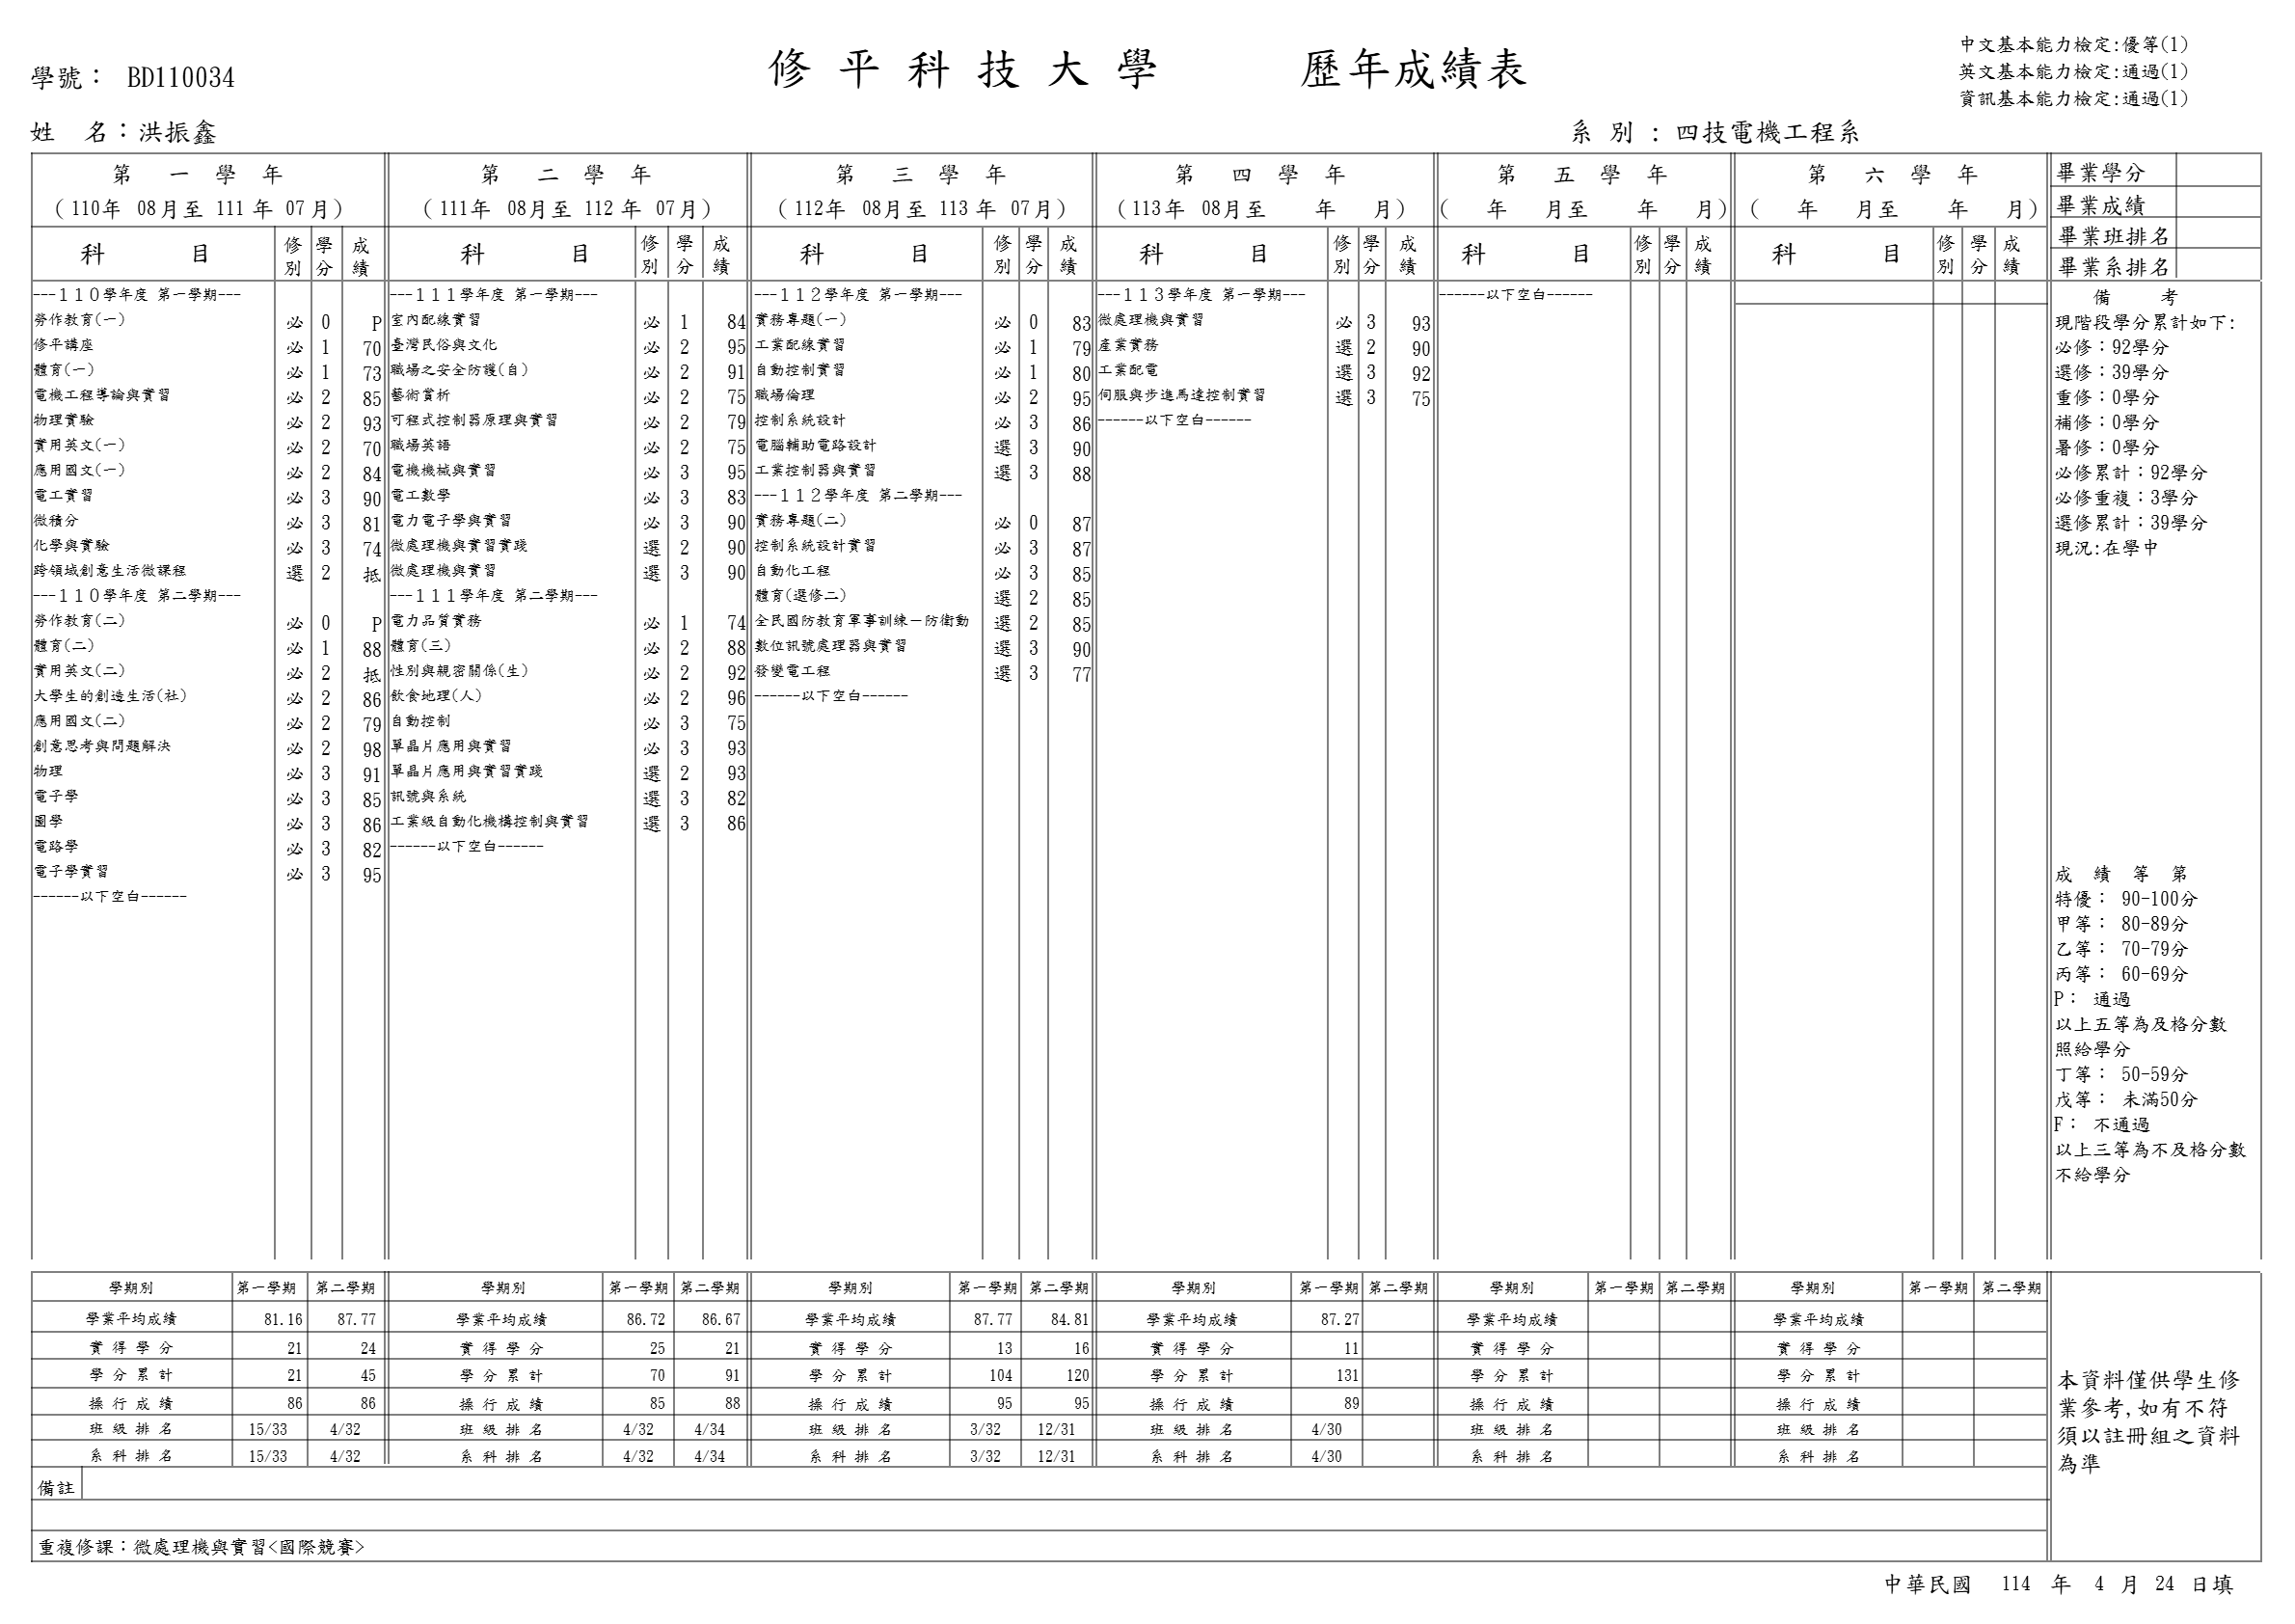 學號： BD110034
修 平 科 技 大 學　　歷年成績表
中文基本能力檢定:優等(1)
英文基本能力檢定:通過(1)
資訊基本能力檢定:通過(1)
姓　名：洪振鑫
系 別 : 四技電機工程系
第 一 學 年
(110年 08月至 111 年 07 月)
科 目 修別 學分 成績
---１１０學年度 第一學期---
勞作教育(一) 必 0 P
修平講座 必 1 70
體育(一) 必 1 73
電機工程導論與實習 必 2 85
物理實驗 必 2 93
實用英文(一) 必 2 70
應用國文(一) 必 2 84
電工實習 必 3 90
微積分 必 3 81
化學與實驗 必 3 74
跨領域創意生活微課程 選 2 抵
---１１０學年度 第二學期---
勞作教育(二) 必 0 P
體育(二) 必 1 88
實用英文(二) 必 2 抵
大學生的創造生活(社) 必 2 86
應用國文(二) 必 2 79
創意思考與問題解決 必 2 98
物理 必 3 91
電子學 必 3 85
圖學 必 3 86
電路學 必 3 82
電子學實習 必 3 95
------以下空白------
第 二 學 年
(111年 08月至 112 年 07 月)
科 目 修別 學分 成績
---１１１學年度 第一學期---
室內配線實習 必 1 84
臺灣民俗與文化 必 2 95
職場之安全防護(自) 必 2 91
藝術賞析 必 2 75
可程式控制器原理與實習 必 2 79
職場英語 必 2 75
電機機械與實習 必 3 95
電工數學 必 3 83
電力電子學與實習 必 3 90
微處理機與實習實踐 選 2 90
微處理機與實習 選 3 90
---１１１學年度 第二學期---
電力品質實務 必 1 74
體育(三) 必 2 88
性別與親密關係(生) 必 2 92
飲食地理(人) 必 2 96
自動控制 必 3 75
單晶片應用與實習 必 3 93
單晶片應用與實習實踐 選 2 93
訊號與系統 選 3 82
工業級自動化機構控制與實習 選 3 86
------以下空白------
第 三 學 年
(112年 08月至 113 年 07 月)
科 目 修別 學分 成績
---１１２學年度 第一學期---
實務專題(一) 必 0 83
工業配線實習 必 1 79
自動控制實習 必 1 80
職場倫理 必 2 95
控制系統設計 必 3 86
電腦輔助電路設計 選 3 90
工業控制器與實習 選 3 88
---１１２學年度 第二學期---
實務專題(二) 必 0 87
控制系統設計實習 必 3 87
自動化工程 必 3 85
體育(選修二) 選 2 85
全民國防教育軍事訓練－防衛動 選 2 85
數位訊號處理器與實習 選 3 90
發變電工程 選 3 77
------以下空白------
第 四 學 年
(113 年 08月至 年 月)
科 目 修別 學分 成績
---１１３學年度 第一學期---
微處理機與實習 必 3 93
產業實務 選 2 90
工業配電 選 3 92
伺服與步進馬達控制實習 選 3 75
------以下空白------
第 五 學 年
( 年 月至 年 月)
科 目 修別 學分 成績
------以下空白------
第 六 學 年
( 年 月至 年 月)
科 目 修別 學分 成績
畢業學分
畢業成績
畢業班排名
畢業系排名
備 考
現階段學分累計如下:
必修：92學分
選修：39學分
重修：0學分
補修：0學分
暑修：0學分
必修累計：92學分
必修重複：3學分
選修累計：39學分
現況:在學中
成 績 等 第
特優： 90-100分
甲等： 80-89分
乙等： 70-79分
丙等： 60-69分
P： 通過
以上五等為及格分數
照給學分
丁等： 50-59分
戊等： 未滿50分
F： 不通過
以上三等為不及格分數
不給學分
學期別 第一學期 第二學期 學期別 第一學期 第二學期 學期別 第一學期 第二學期 學期別 第一學期 第二學期 學期別 第一學期 第二學期 學期別 第一學期 第二學期
學業平均成績 81.16 87.77 學業平均成績 86.72 86.67 學業平均成績 87.77 84.81 學業平均成績 87.27 學業平均成績 學業平均成績
實 得 學 分 21 24 實 得 學 分 25 21 實 得 學 分 13 16 實 得 學 分 11 實 得 學 分 實 得 學 分
學 分 累 計 21 45 學 分 累 計 70 91 學 分 累 計 104 120 學 分 累 計 131 學 分 累 計 學 分 累 計
操 行 成 績 86 86 操 行 成 績 85 88 操 行 成 績 95 95 操 行 成 績 89 操 行 成 績 操 行 成 績
班 級 排 名 15/33 4/32 班 級 排 名 4/32 4/34 班 級 排 名 3/32 12/31 班 級 排 名 4/30 班 級 排 名 班 級 排 名
系 科 排 名 15/33 4/32 系 科 排 名 4/32 4/34 系 科 排 名 3/32 12/31 系 科 排 名 4/30 系 科 排 名 系 科 排 名
本資料僅供學生修
業參考,如有不符
須以註冊組之資料
為準
備註
重複修課：微處理機與實習<國際競賽>
中華民國 114 年 4 月 24 日填